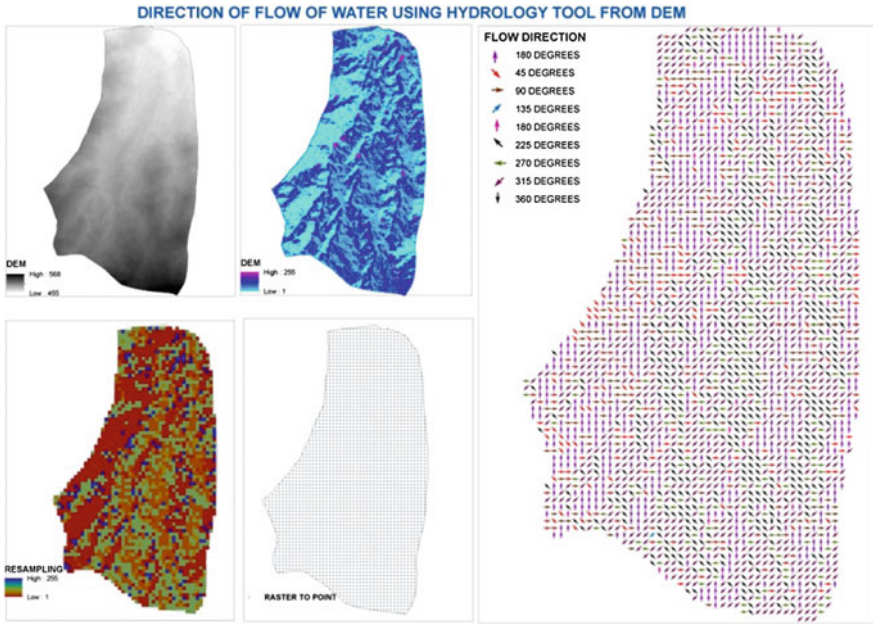 DIRECTION OF FLOW OF WATER USING HYDROLOGY TOOL FROM DEM
DEM
High : 568
Low : 455
DEM
High : 255
Low : 1
RESAMPLING
High : 255
Low : 1
RASTER TO POINT
FLOW DIRECTION
180 DEGREES
45 DEGREES
90 DEGREES
135 DEGREES
180 DEGREES
225 DEGREES
270 DEGREES
315 DEGREES
360 DEGREES